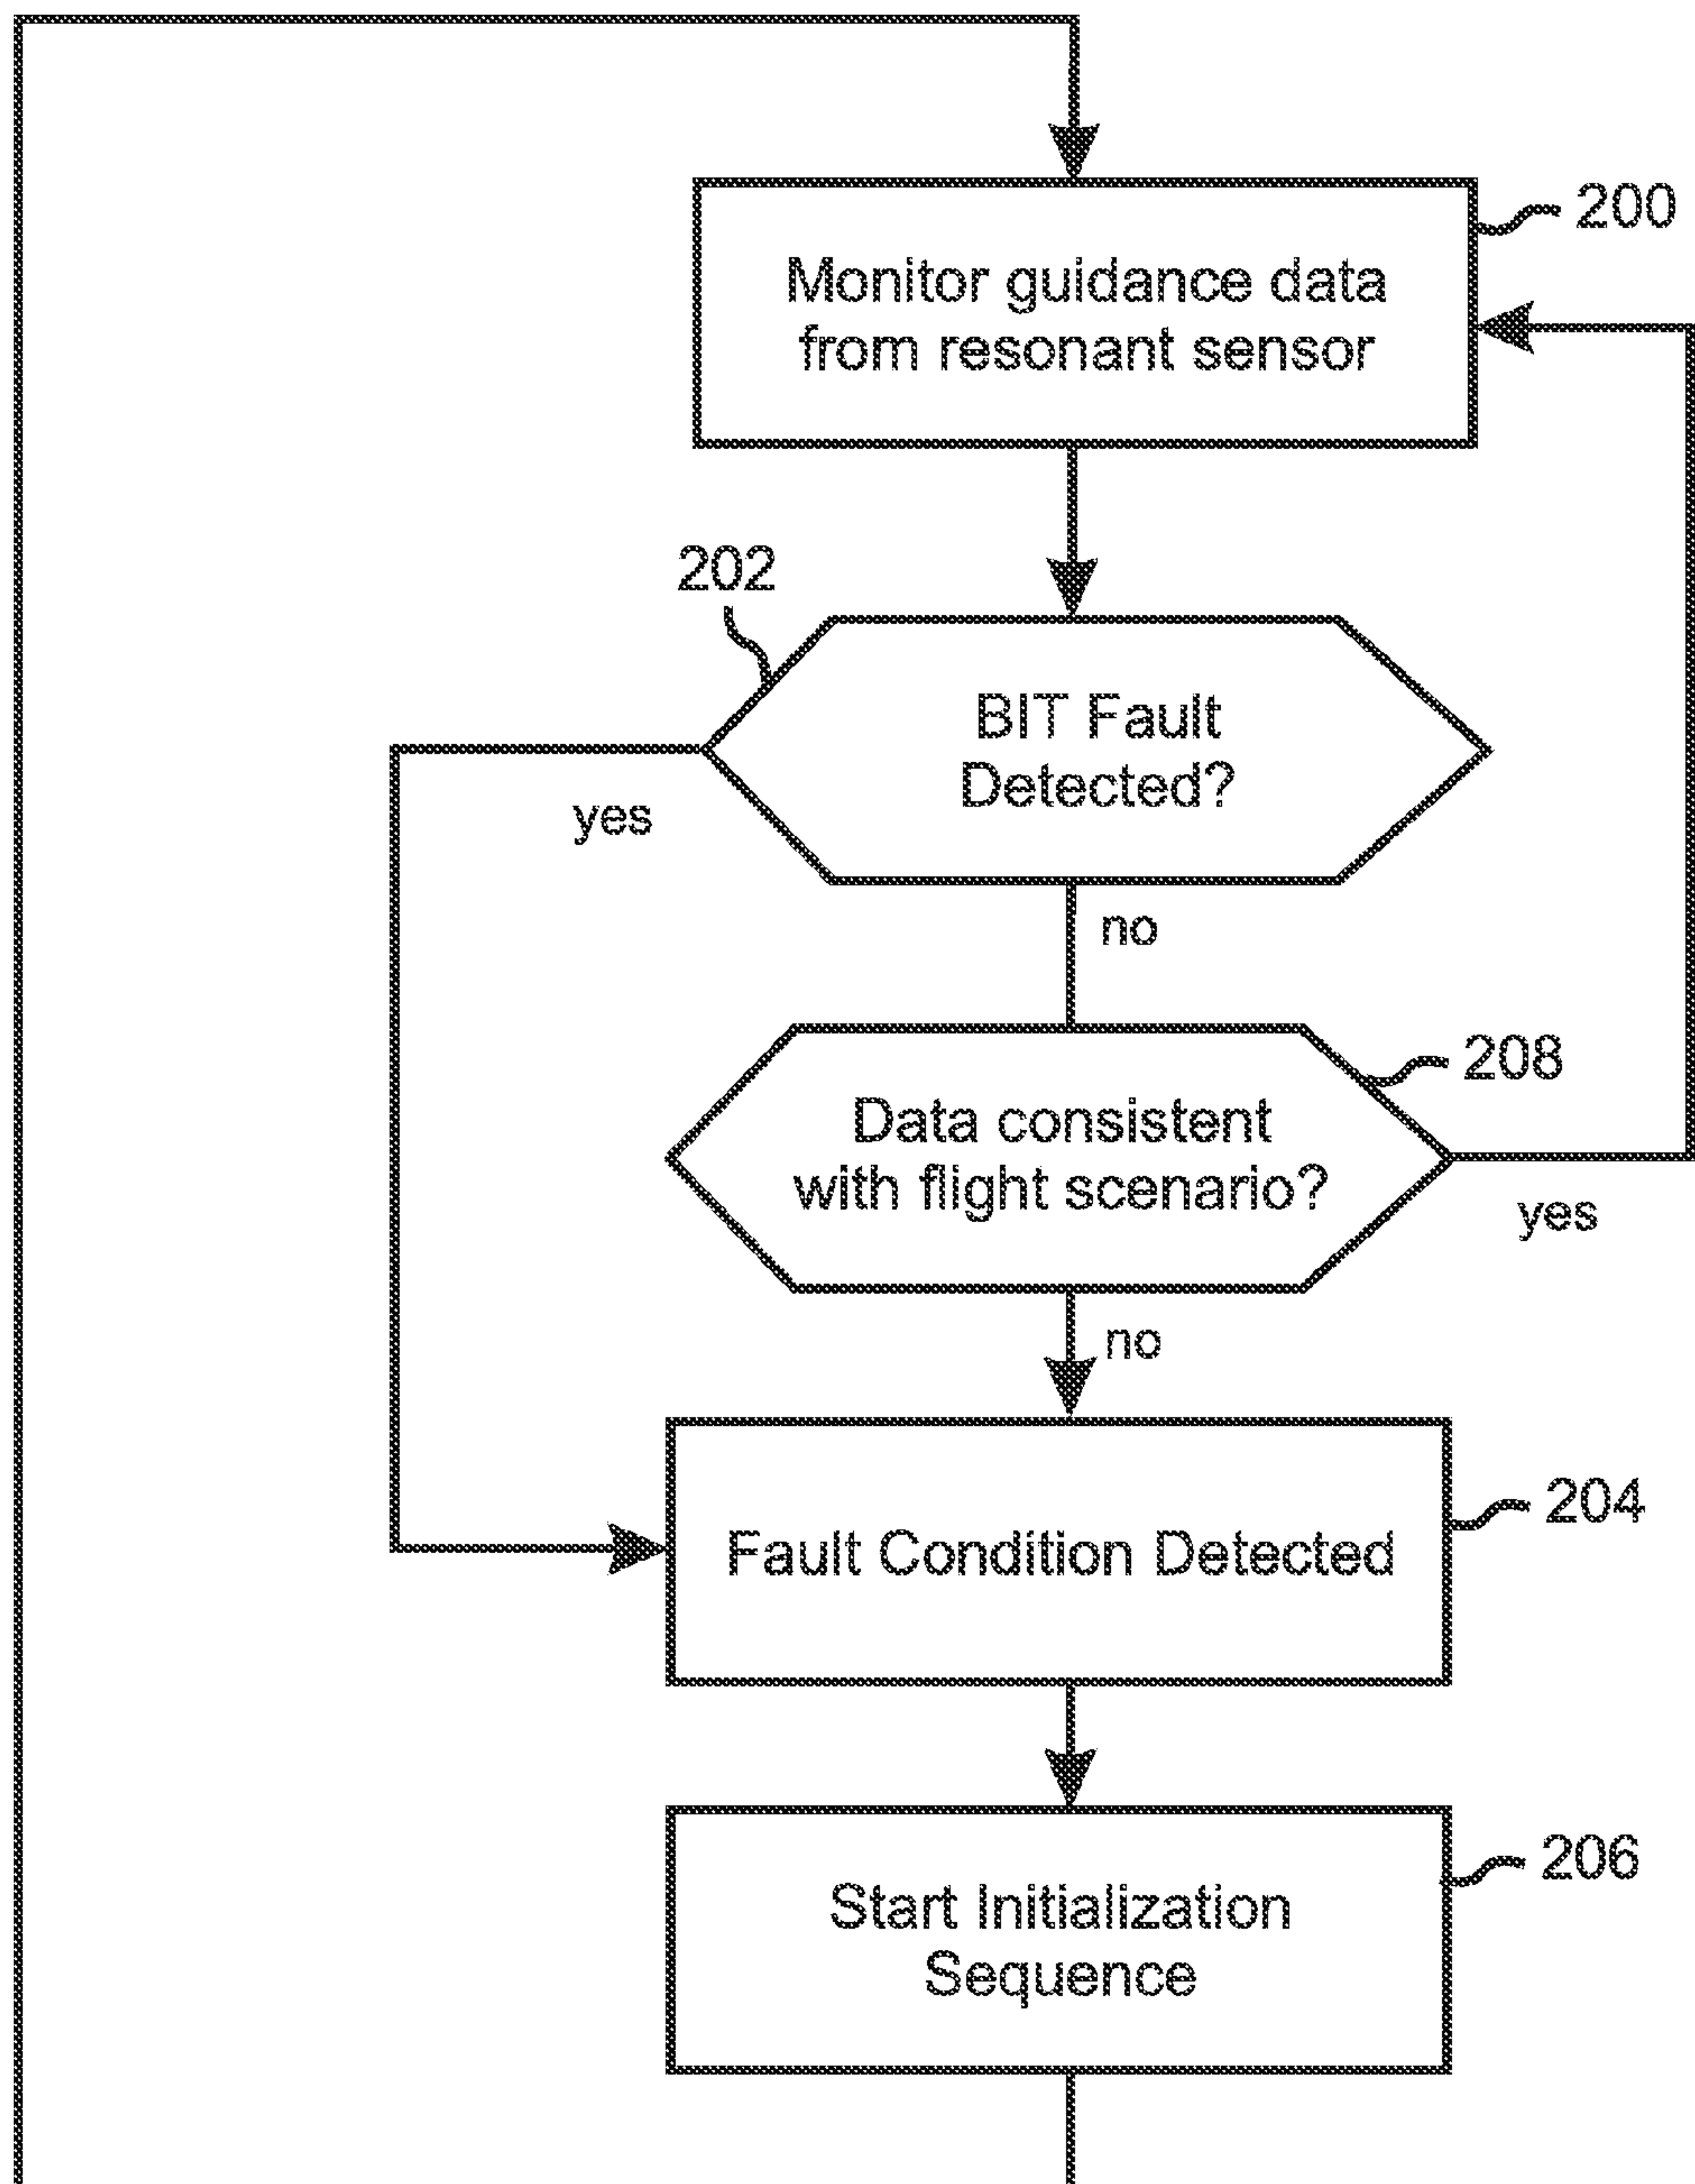 200
Monitor guidance data
from resonant sensor
202
BIT Fault
Detected?
yes
no
208
Data consistent
with flight scenario?
yes
no
204
Fault Condition Detected
206
Start Initialization
Sequence